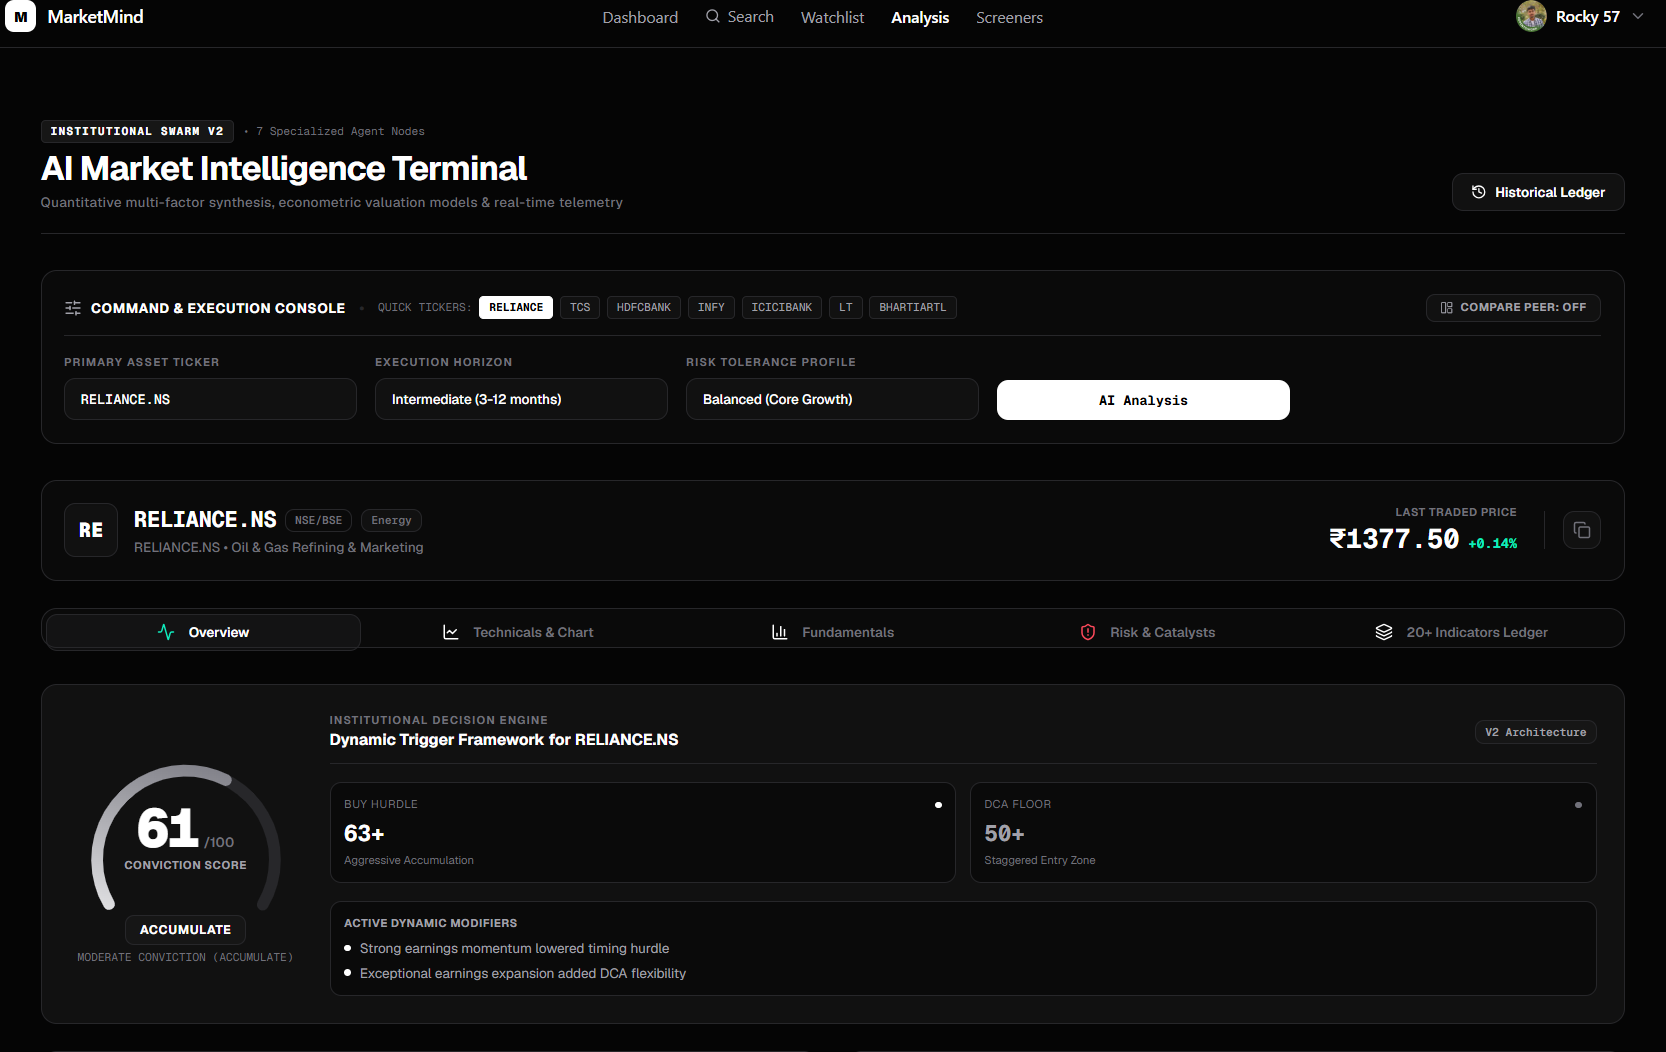 M MarketMind Dashboard Search Watchlist Analysis Screeners Rocky 57
INSTITUTIONAL SWARM V2 • 7 Specialized Agent Nodes
AI Market Intelligence Terminal
Quantitative multi-factor synthesis, econometric valuation models & real-time telemetry
Historical Ledger
COMMAND & EXECUTION CONSOLE • QUICK TICKERS: RELIANCE TCS HDFCBANK INFY ICICIBANK LT BHARTIARTL COMPARE PEER: OFF
PRIMARY ASSET TICKER EXECUTION HORIZON RISK TOLERANCE PROFILE
RELIANCE.NS Intermediate (3-12 months) Balanced (Core Growth) AI Analysis
RE
RELIANCE.NS NSE/BSE Energy
RELIANCE.NS • Oil & Gas Refining & Marketing
LAST TRADED PRICE
₹1377.50 +0.14%
Overview Technicals & Chart Fundamentals Risk & Catalysts 20+ Indicators Ledger
61 /100
CONVICTION SCORE
ACCUMULATE
MODERATE CONVICTION (ACCUMULATE)
INSTITUTIONAL DECISION ENGINE
Dynamic Trigger Framework for RELIANCE.NS
V2 Architecture
BUY HURDLE
63+
Aggressive Accumulation
DCA FLOOR
50+
Staggered Entry Zone
ACTIVE DYNAMIC MODIFIERS
• Strong earnings momentum lowered timing hurdle
• Exceptional earnings expansion added DCA flexibility